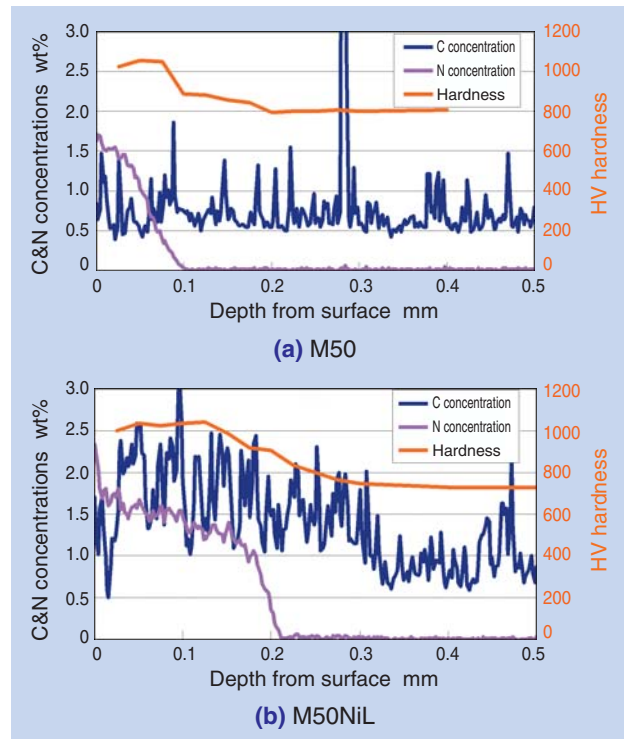 C&N concentrations wt%
3.0
2.5
2.0
1.5
1.0
0.5
0
C concentration
N concentration
Hardness
1200
1000
800
600
400
200
0
HV hardness
0 0.1 0.2 0.3 0.4 0.5
Depth from surface mm
(a) M50
C&N concentrations wt%
3.0
2.5
2.0
1.5
1.0
0.5
0
C concentration
N concentration
Hardness
1200
1000
800
600
400
200
0
HV hardness
0 0.1 0.2 0.3 0.4 0.5
Depth from surface mm
(b) M50NiL